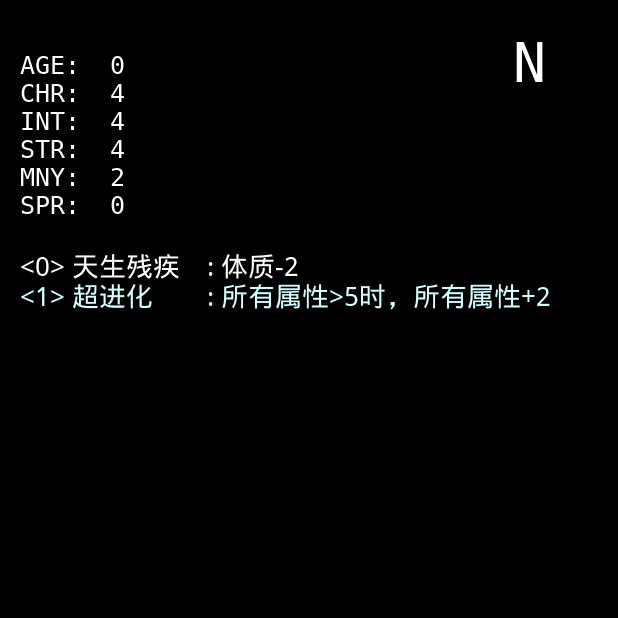 N
AGE: 0
CHR: 4
INT: 4
STR: 4
MNY: 2
SPR: 0
<0> 天生残疾 : 体质-2
<1> 超进化 : 所有属性>5时，所有属性+2